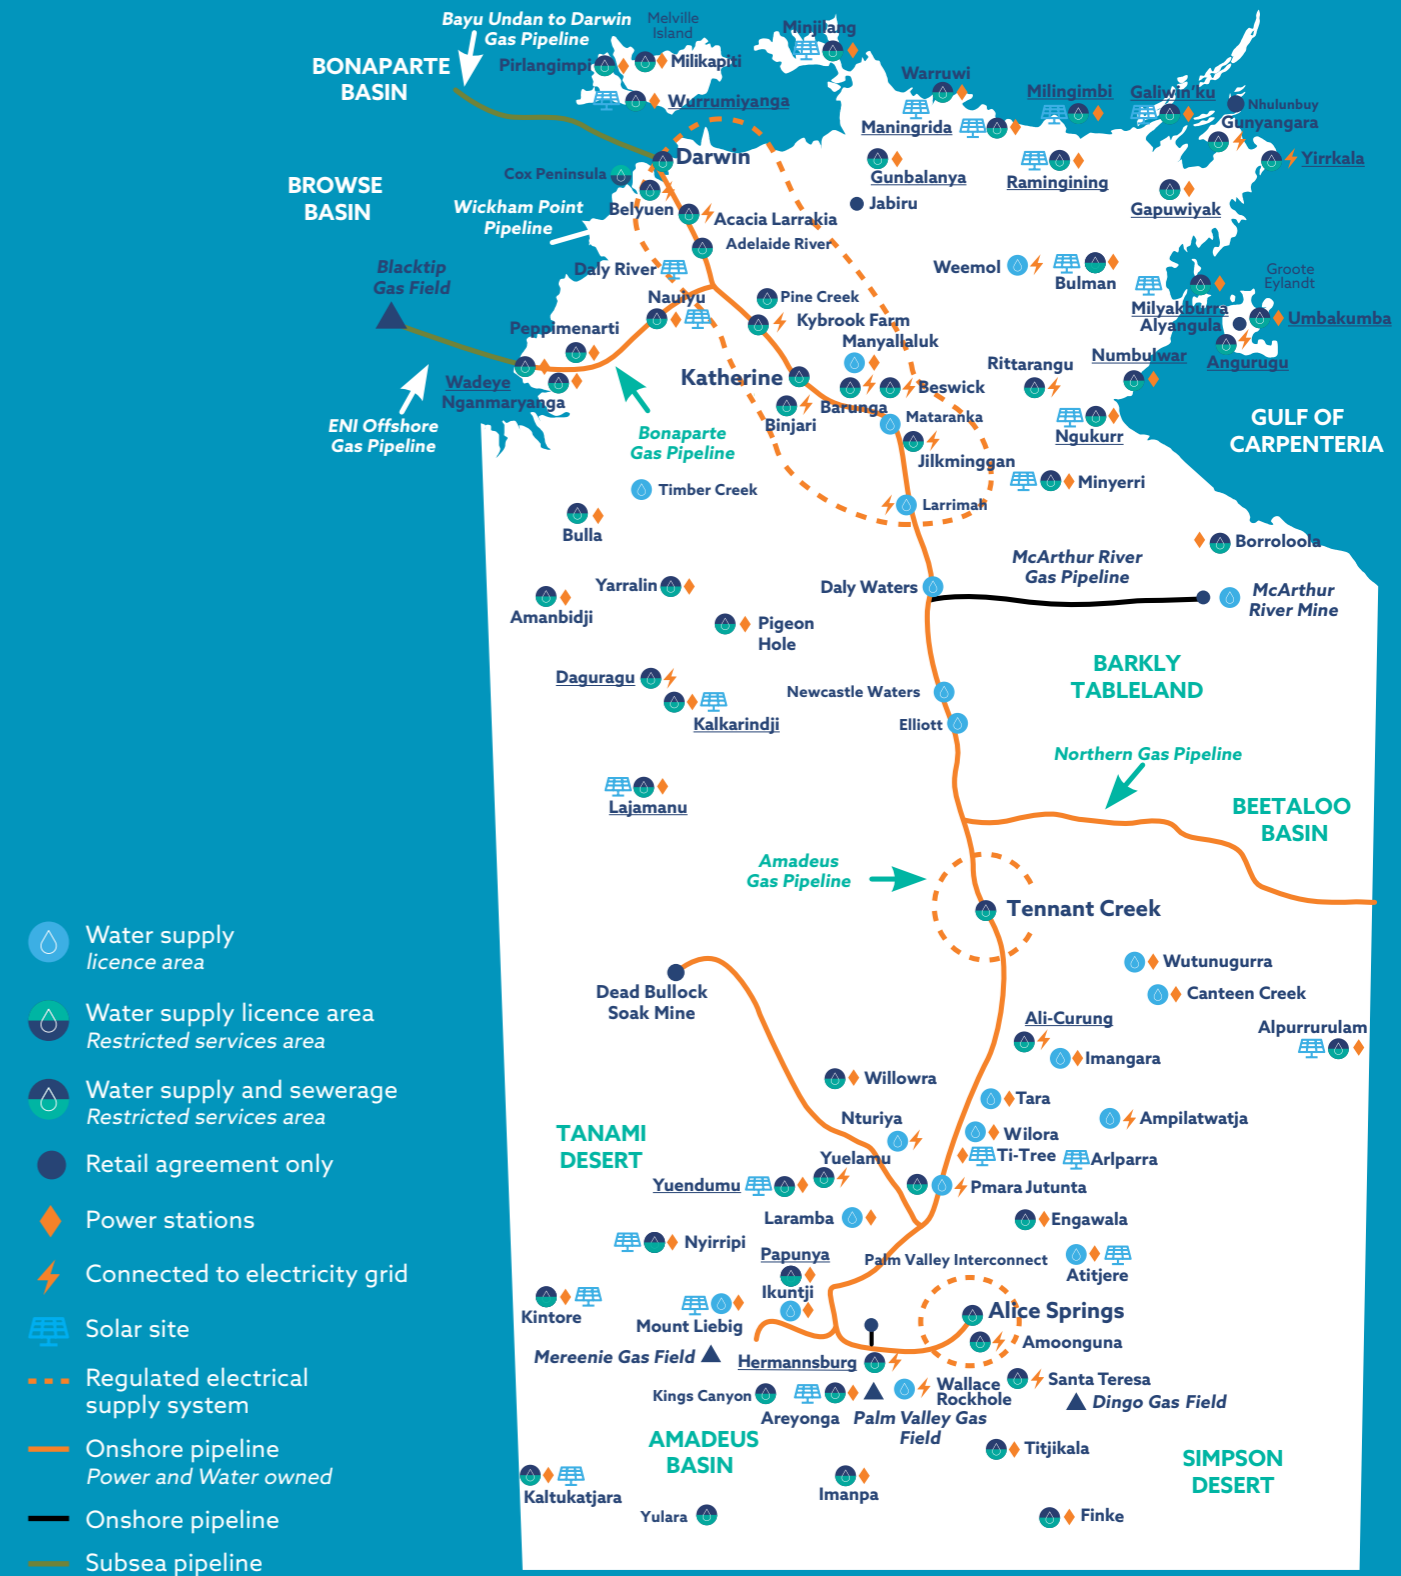 Bayu Undan to Darwin
Gas Pipeline
Melville
Island
Minjilang
BONAPARTE
BASIN
Pirlangimpi
Milikapiti
Warruwi
Wurrumiyanga
Milingimbi
Galiwin'ku
Nhulunbuy
Gunyangara
Maningrida
Darwin
Yirrkala
Cox Peninsula
Gunbalanya
Ramingining
BROWSE
BASIN
Belyuen
Jabiru
Gapuwiyak
Wickham Point
Pipeline
Acacia Larrakia
Adelaide River
Blacktip
Gas Field
Daly River
Weemol
Bulman
Groote
Eylandt
Nauiyu
Pine Creek
Milyakburra
Alyangula
Umbakumba
Peppimenarti
Kybrook Farm
Manyallaluk
Rittarangu
Numbulwar
Angurugu
Wadeye
Nganmaryanga
Katherine
Barunga
Beswick
Binjari
Mataranka
ENI Offshore
Gas Pipeline
Bonaparte
Gas Pipeline
Ngukurr
GULF OF
CARPENTERIA
Jilkminggan
Timber Creek
Minyerri
Larrimah
Bulla
Borroloola
McArthur River
Gas Pipeline
Yarralin
Daly Waters
McArthur
River Mine
Amanbidji
Pigeon
Hole
BARKLY
TABLELAND
Daguragu
Newcastle Waters
Kalkarindji
Elliott
Northern Gas Pipeline
Lajamanu
BEETALOO
BASIN
Amadeus
Gas Pipeline
Tennant Creek
Water supply
licence area
Wutunugurra
Dead Bullock
Soak Mine
Canteen Creek
Water supply licence area
Restricted services area
Ali-Curung
Alpurrurulam
Imangara
Water supply and sewerage
Restricted services area
Willowra
Tara
Nturiya
Ampilatwatja
TANAMI
DESERT
Wilora
Retail agreement only
Yuelamu
Ti-Tree
Arlparra
Yuendumu
Pmara Jutunta
Power stations
Laramba
Engawala
Nyirripi
Papunya
Palm Valley Interconnect
Connected to electricity grid
Atitjere
Ikuntji
Kintore
Mount Liebig
Alice Springs
Solar site
Amoonguna
Mereenie Gas Field
Hermannsburg
Regulated electrical
supply system
Kings Canyon
Areyonga
Wallace
Rockhole
Santa Teresa
Dingo Gas Field
Palm Valley Gas
Field
Onshore pipeline
Power and Water owned
AMADEUS
BASIN
Titjikala
SIMPSON
DESERT
Kaltukatjara
Imanpa
Onshore pipeline
Yulara
Finke
Subsea pipeline